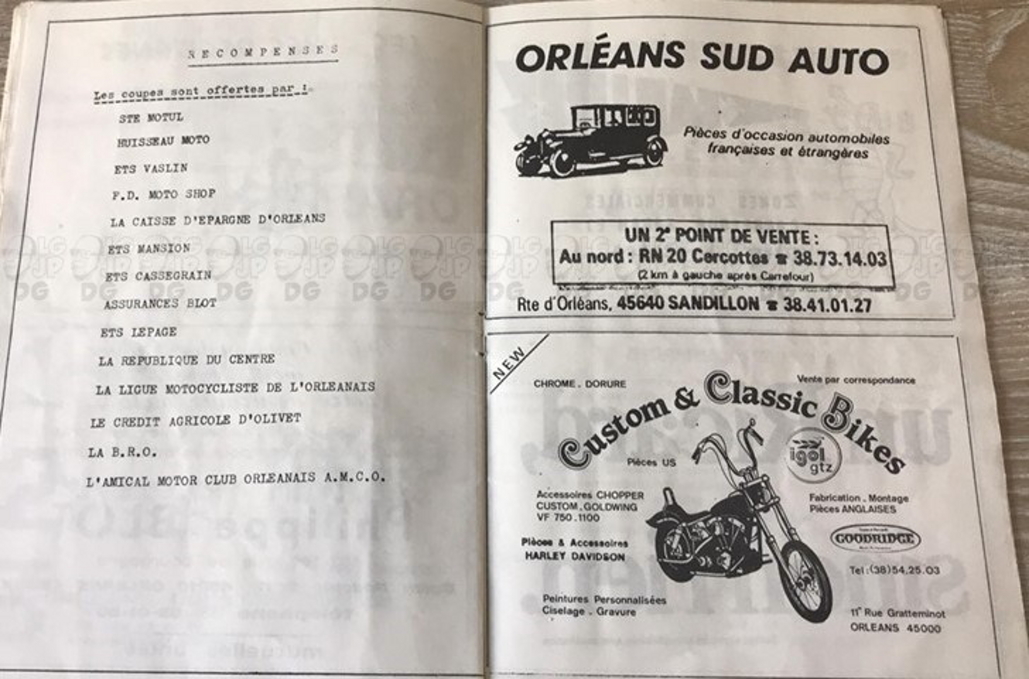 RECOMPENSES
Les coupes sont offertes par :
STE MOTUL
HUISSEAU MOTO
ETS VASLIN
F.D. MOTO SHOP
LA CAISSE D'EPARGNE D'ORLEANS
ETS MANSION
ETS CASSEGRAIN
ASSURANCES BLOT
ETS LEPAGE
LA REPUBLIQUE DU CENTRE
LA LIGUE MOTOCYCLISTE DE L'ORLEANAIS
LE CREDIT AGRICOLE D'OLIVET
LA B.R.O.
L'AMICAL MOTOR CLUB ORLEANAIS A.M.C.O.
ORLÉANS SUD AUTO
Pièces d'occasion automobiles
françaises et étrangères
UN 2e POINT DE VENTE :
Au nord : RN 20 Cercottes ☎ 38.73.14.03
(2 km à gauche après Carrefour)
Rte d'Orléans, 45640 SANDILLON ☎ 38.41.01.27
NEW
CHROME. DORURE
Vente par correspondance
Custom & Classic Bikes
igol
gtz
Pièces US
Accessoires CHOPPER
CUSTOM.GOLDWING
VF 750.1100
Fabrication. Montage
Pièces ANGLAISES
Pièces & Accessoires
HARLEY DAVIDSON
GOODRIDGE
Tel:(38)54.25.03
Peintures Personnalisées
Ciselage. Gravure
11" Rue Gratteminot
ORLEANS 45000